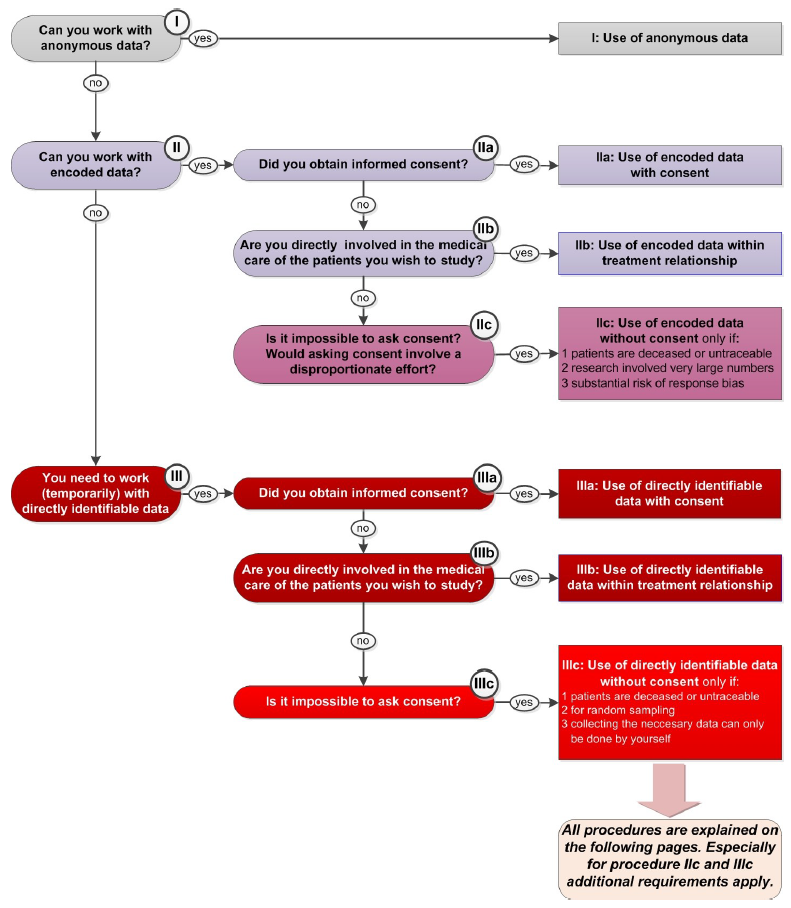 I
Can you work with
anonymous data?
yes
I: Use of anonymous data
no
II
Can you work with
encoded data?
yes
IIa
Did you obtain informed consent?
yes
IIa: Use of encoded data
with consent
no
no
IIb
Are you directly involved in the medical
care of the patients you wish to study?
yes
IIb: Use of encoded data within
treatment relationship
no
IIc
Is it impossible to ask consent?
Would asking consent involve a
disproportionate effort?
yes
IIc: Use of encoded data
without consent only if:
1 patients are deceased or untraceable
2 research involved very large numbers
3 substantial risk of response bias
III
You need to work
(temporarily) with
directly identifiable data
yes
IIIa
Did you obtain informed consent?
yes
IIIa: Use of directly identifiable
data with consent
no
IIIb
Are you directly involved in the medical
care of the patients you wish to study?
yes
IIIb: Use of directly identifiable
data within treatment relationship
no
IIIc
Is it impossible to ask consent?
yes
IIIc: Use of directly identifiable data
without consent only if:
1 patients are deceased or untraceable
2 for random sampling
3 collecting the neccesary data can only
be done by yourself
All procedures are explained on
the following pages. Especially
for procedure IIc and IIIc
additional requirements apply.